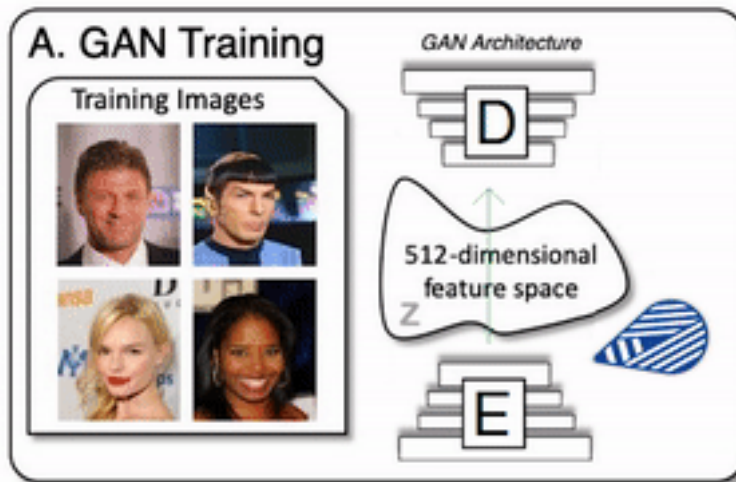 A. GAN Training
Training Images
GAN Architecture
D
512-dimensional
feature space
Z
E